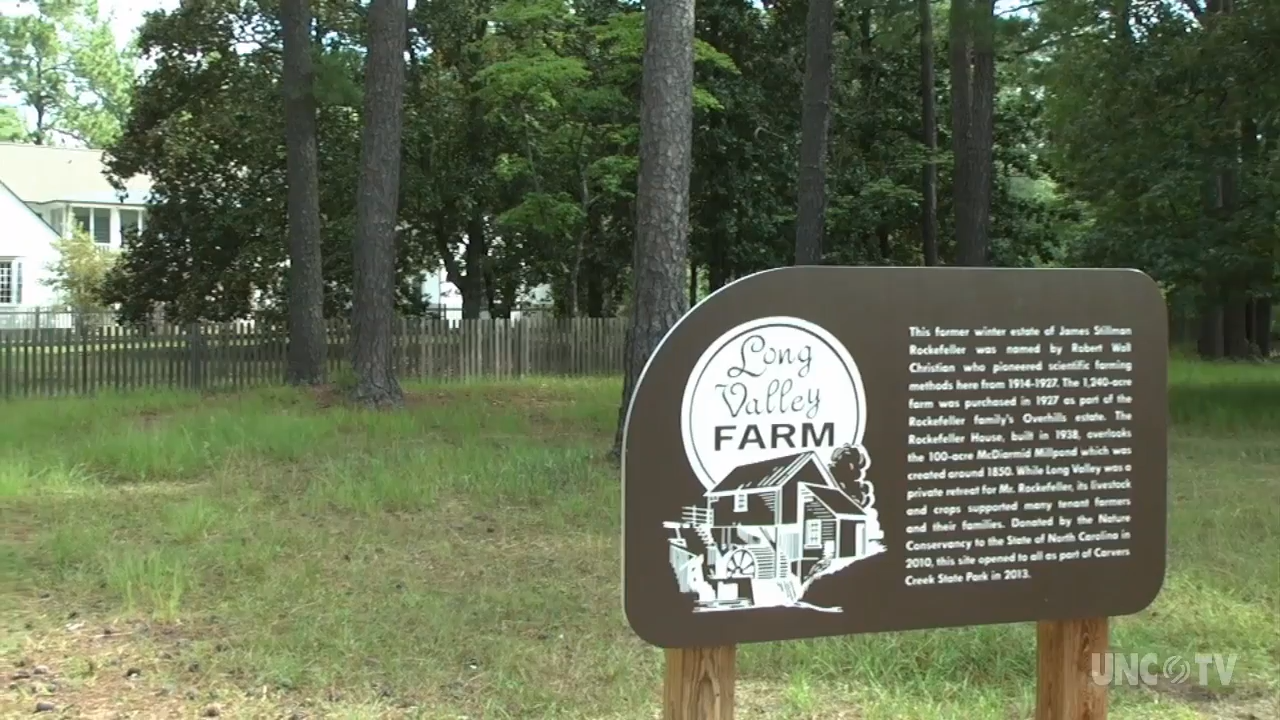 Long
Valley
FARM
This former winter estate of James Stillman
Rockefeller was named by Robert Wall
Christian who pioneered scientific farming
methods here from 1914-1927. The 1,240-acre
farm was purchased in 1927 as part of the
Rockefeller family's Overhills estate. The
Rockefeller House, built in 1938, overlooks
the 100-acre McDiarmid Millpond which was
created around 1850. While Long Valley was a
private retreat for Mr. Rockefeller, its livestock
and crops supported many tenant farmers
and their families. Donated by the Nature
Conservancy to the State of North Carolina in
2010, this site opened to all as part of Carvers
Creek State Park in 2013.
UNC TV